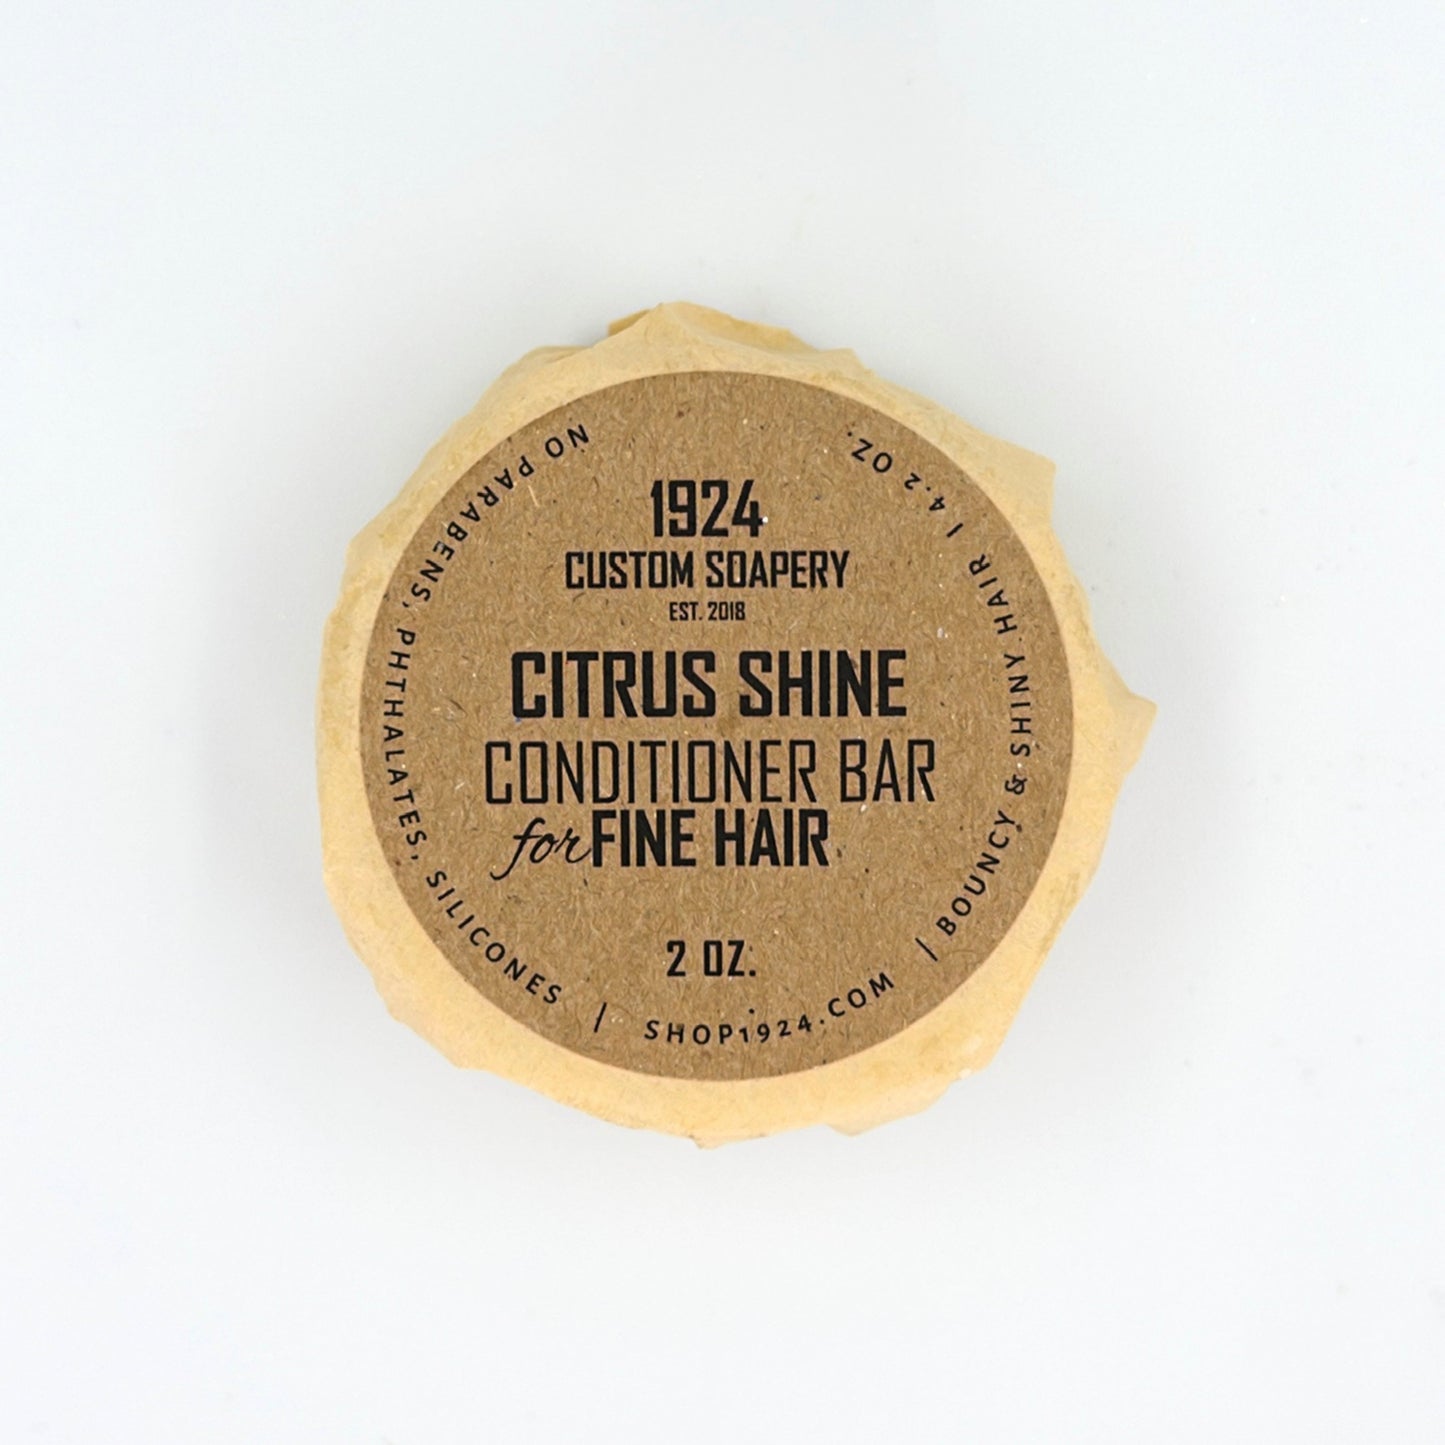 1924
CUSTOM SOAPERY
EST. 2018
CITRUS SHINE
CONDITIONER BAR
for FINE HAIR
2 OZ.
NO PARABENS, PHTHALATES, SILICONES | SHOP1924.COM | BOUNCY & SHINY HAIR | 4.2 OZ.